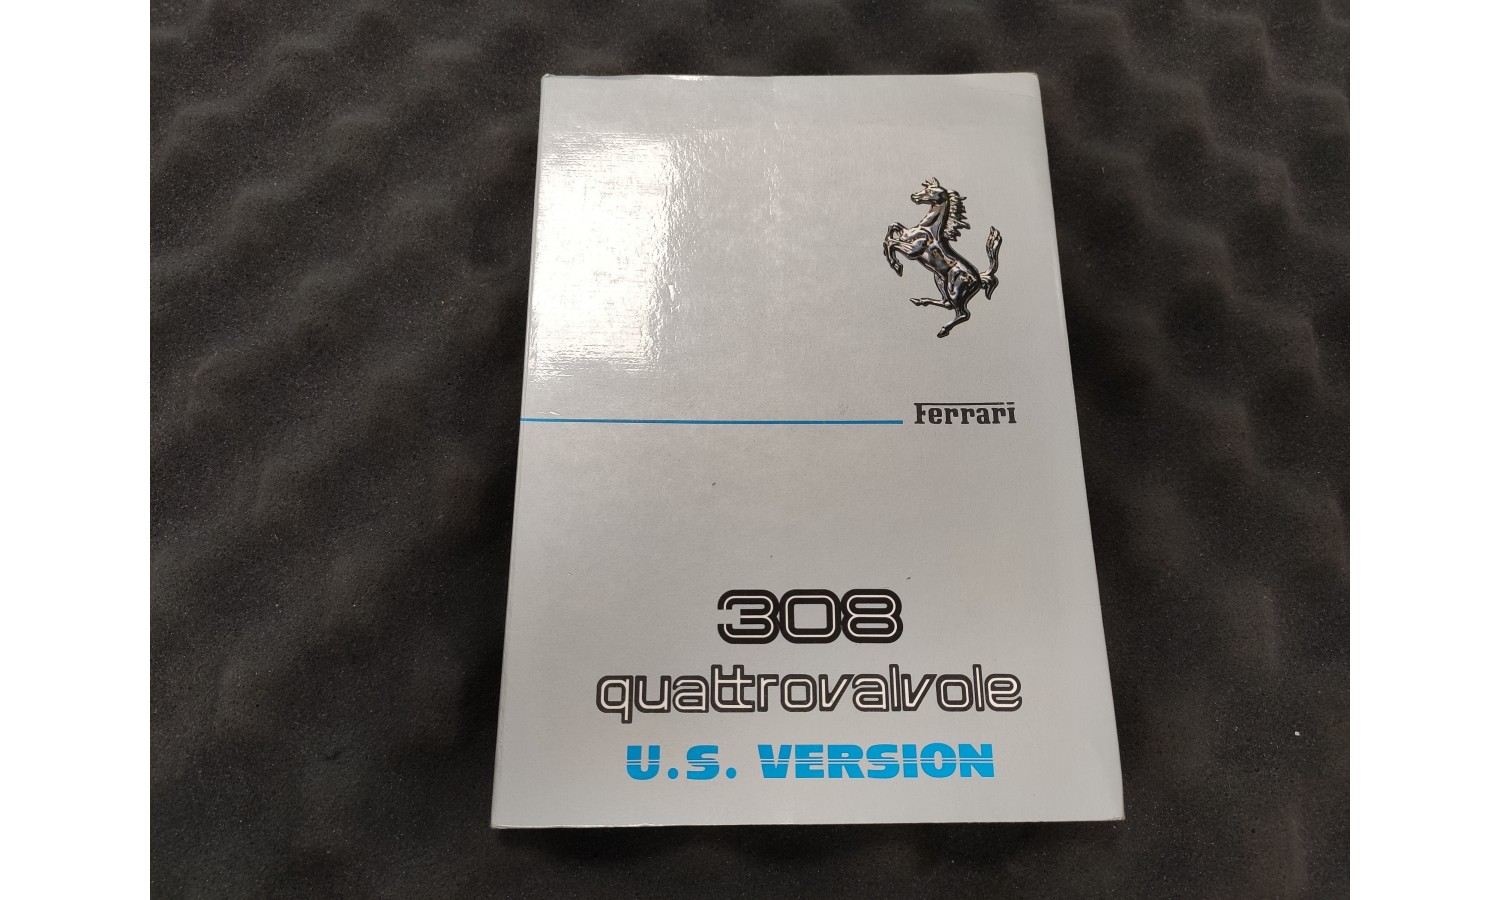 Ferrari
308
quattrovalvole
U.S. VERSION